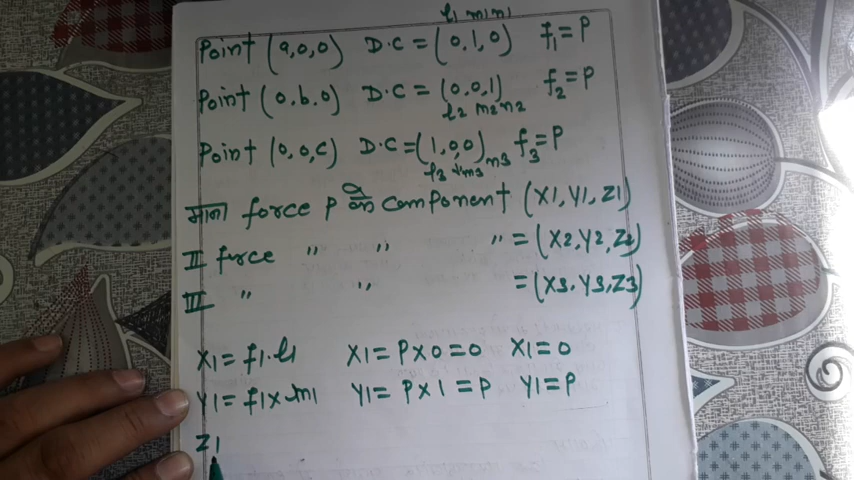 l1 m1 n1
Point (a,0,0) D.C = (0,1,0) f1=P
Point (0,b,0) D.C = (0,0,1) f2=P
l2 m2 n2
Point (0,0,c) D.C=(1,0,0) f3=P
l3 m3 n3
माना force P के component (X1,Y1,Z1)
II force " " " = (X2,Y2,Z2)
III " " = (X3,Y3,Z3)
X1 = f1.l1 X1 = P×0=0 X1=0
Y1= f1×m1 Y1= P×1 =P Y1=P
Z1